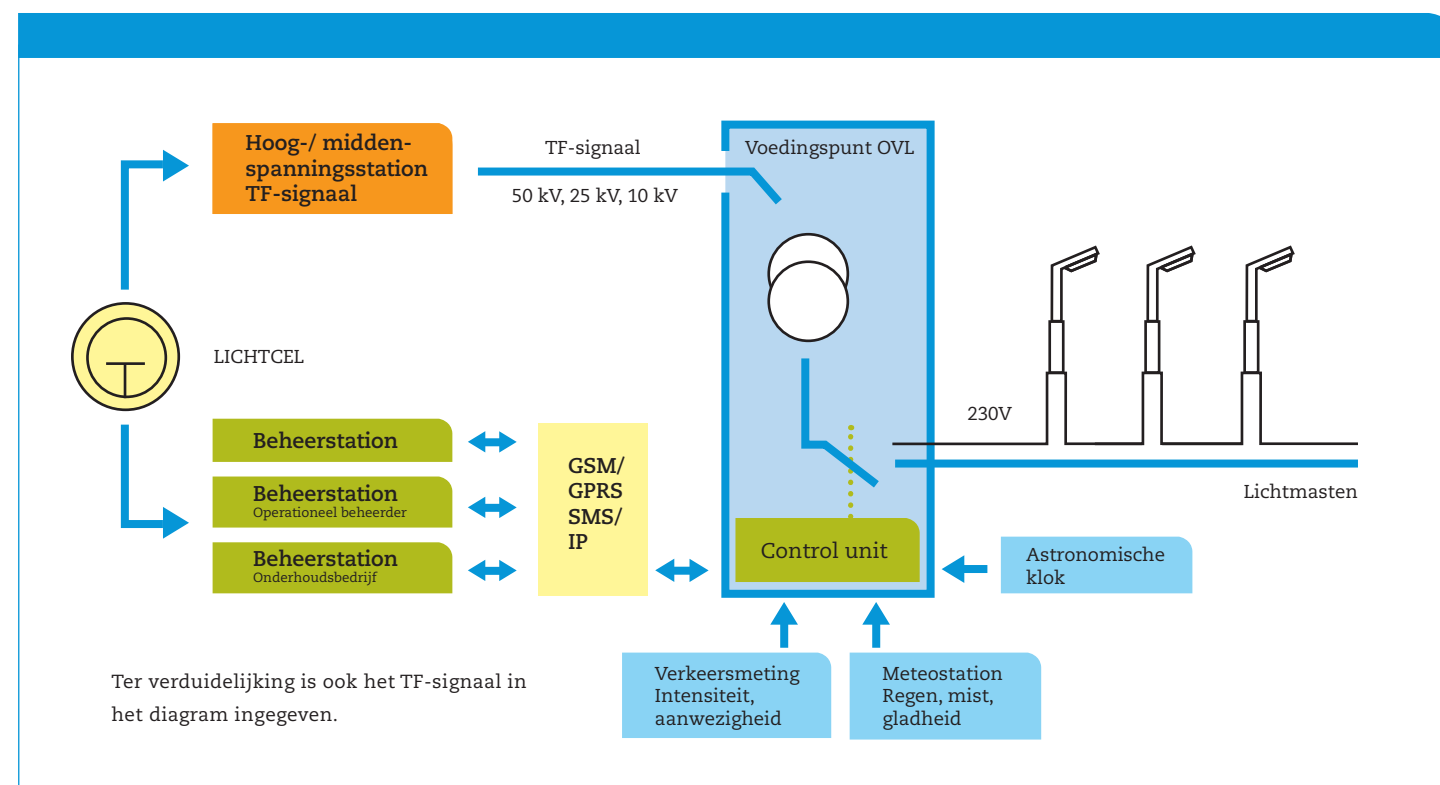 Hoog-/ midden-
spanningsstation
TF-signaal
TF-signaal
50 kV, 25 kV, 10 kV
Voedingspunt OVL
LICHTCEL
Beheerstation
Beheerstation
Operationeel beheerder
Beheerstation
Onderhoudsbedrijf
GSM/
GPRS
SMS/
IP
230V
Lichtmasten
Control unit
Astronomische
klok
Verkeersmeting
Intensiteit,
aanwezigheid
Meteostation
Regen, mist,
gladheid
Ter verduidelijking is ook het TF-signaal in
het diagram ingegeven.